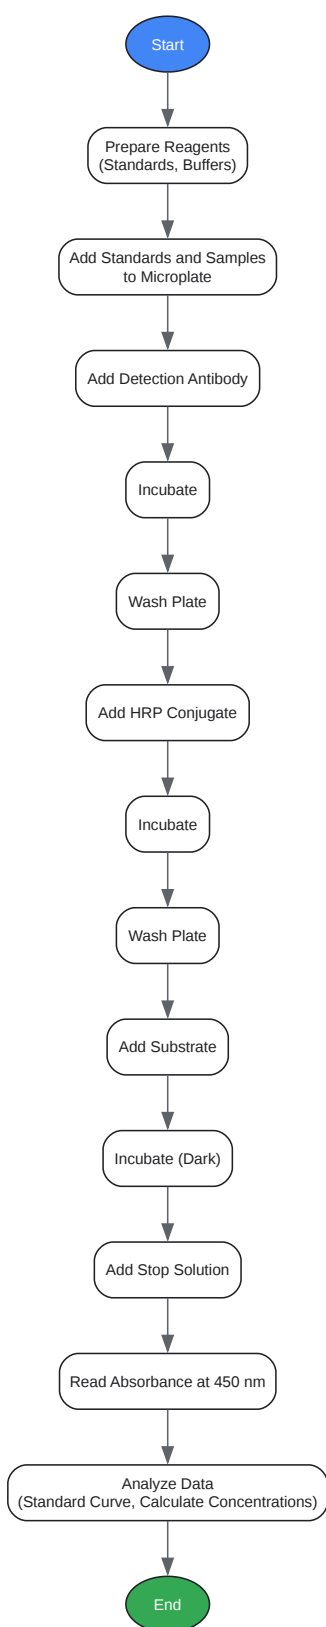 Start
Prepare Reagents
(Standards, Buffers)
Add Standards and Samples
to Microplate
Add Detection Antibody
Incubate
Wash Plate
Add HRP Conjugate
Incubate
Wash Plate
Add Substrate
Incubate (Dark)
Add Stop Solution
Read Absorbance at 450 nm
Analyze Data
(Standard Curve, Calculate Concentrations)
End